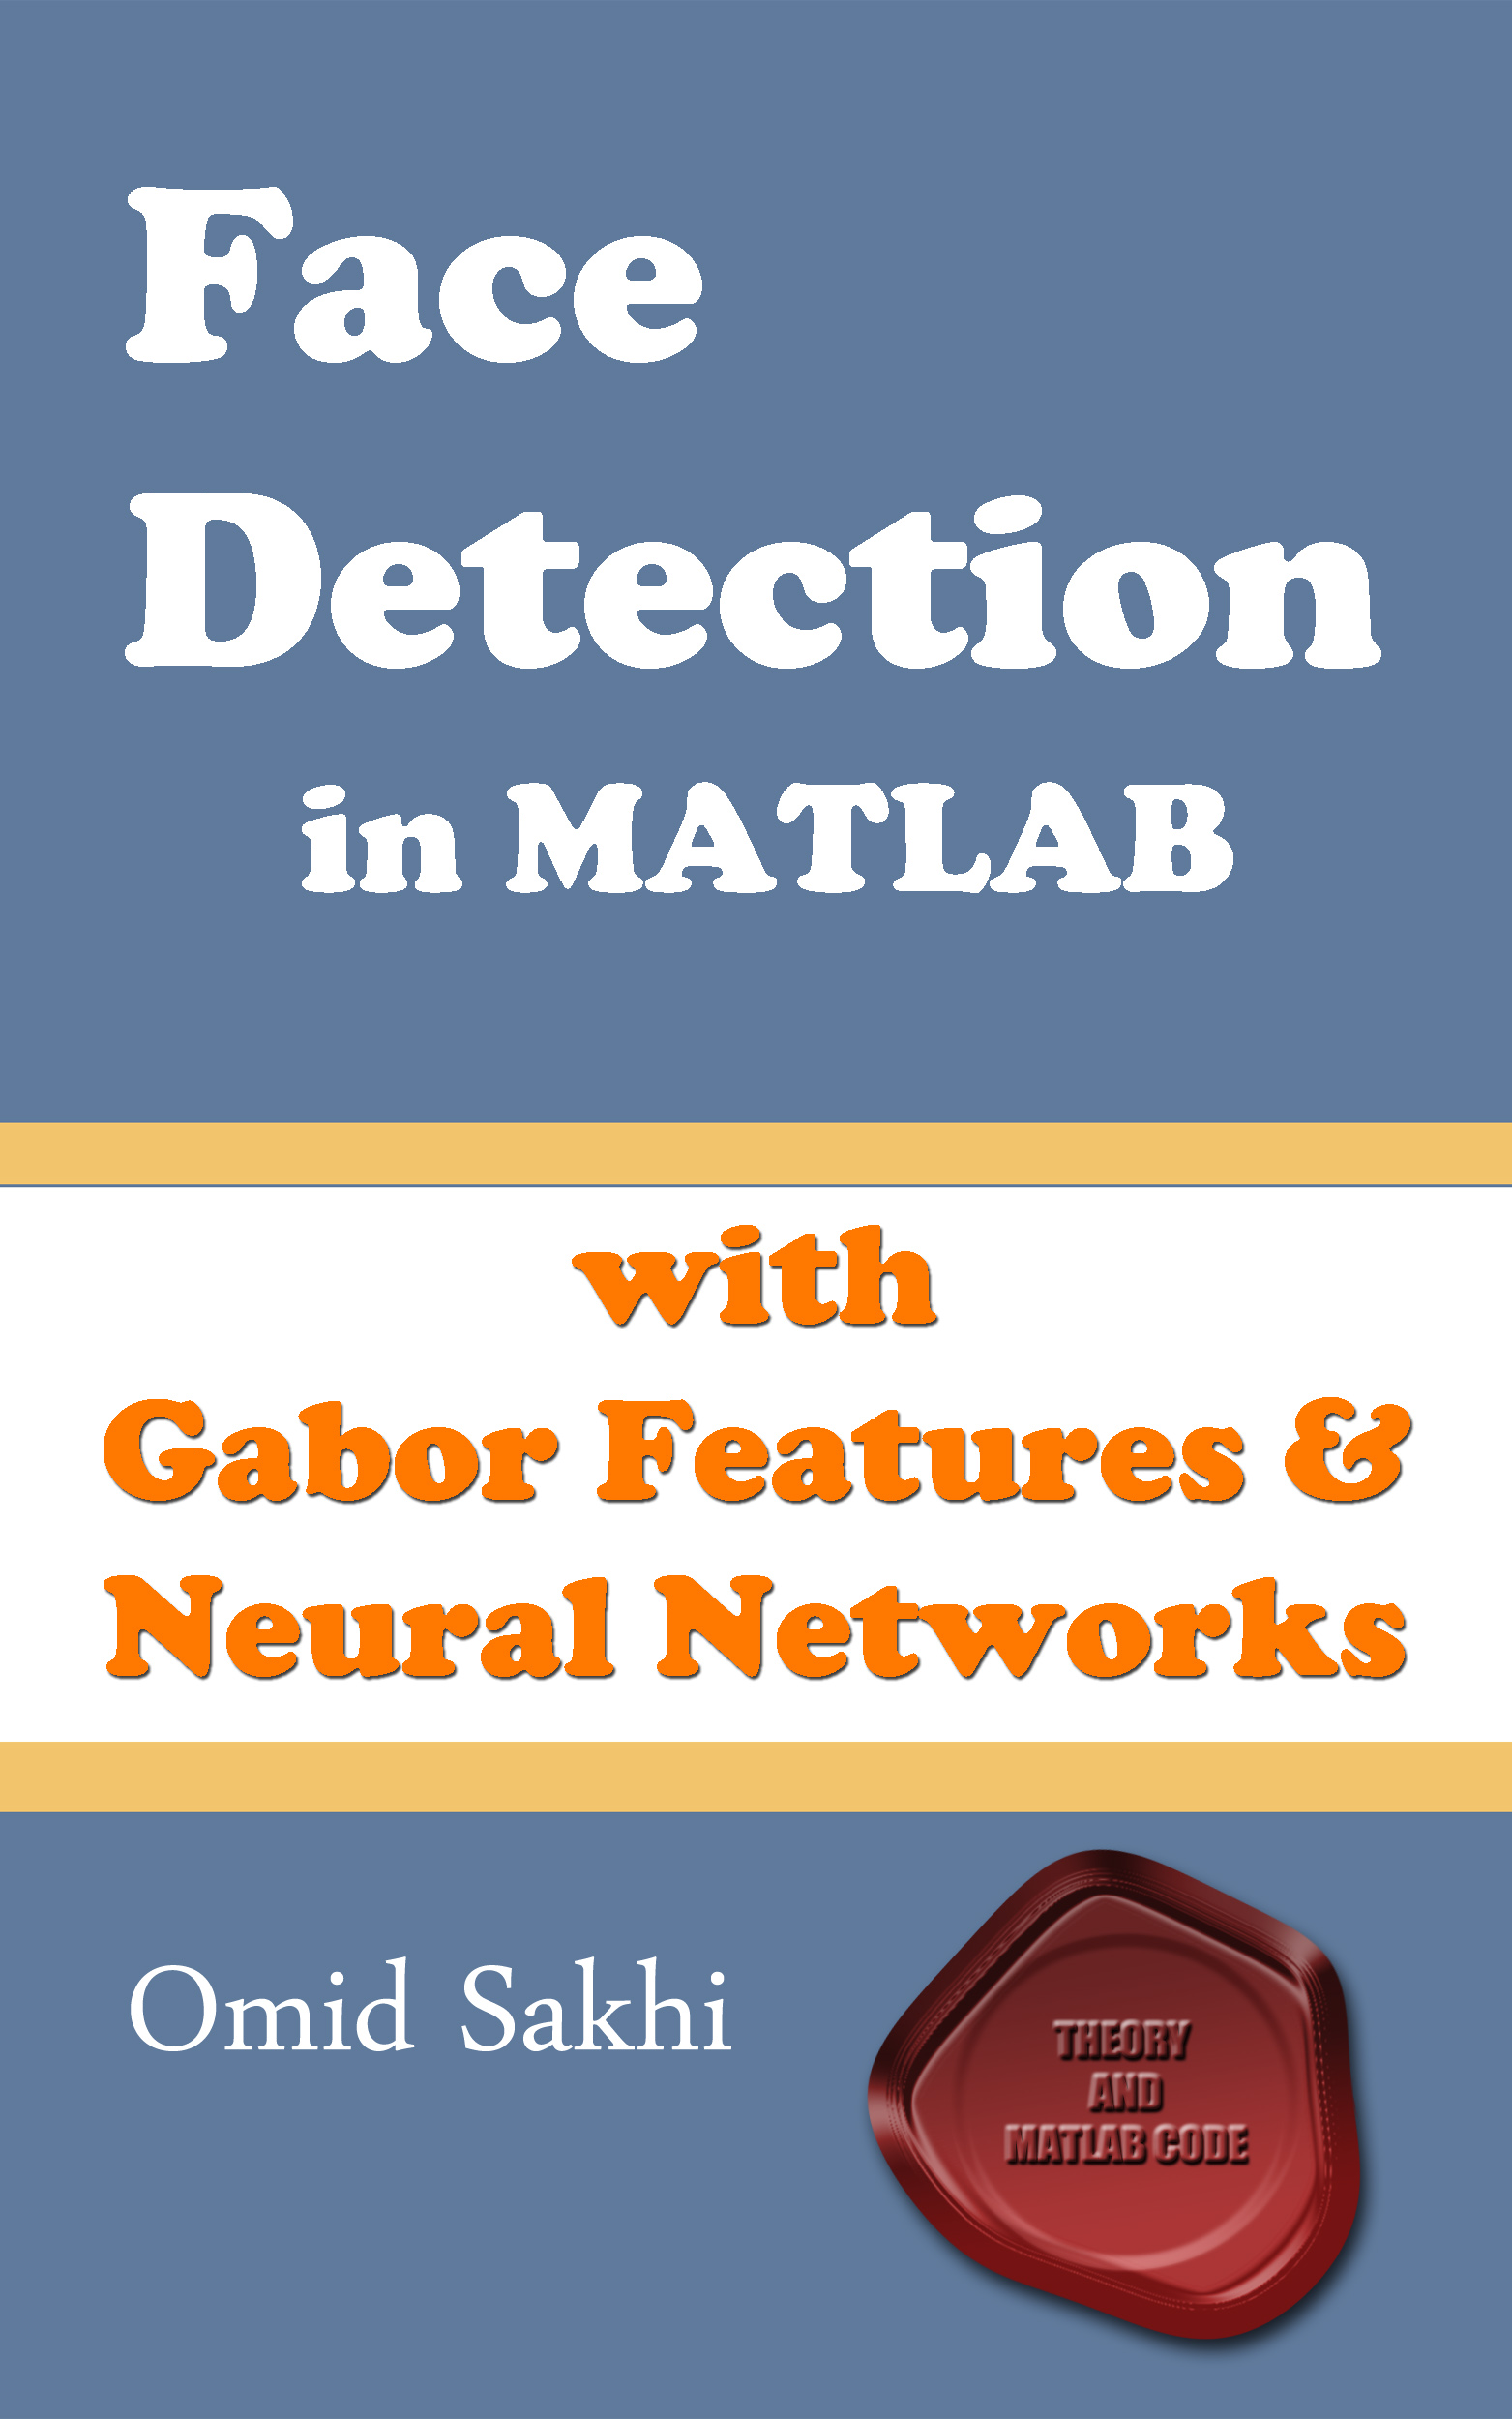 Face
Detection
in MATLAB
with
Gabor Features &
Neural Networks
Omid Sakhi
THEORY
AND
MATLAB CODE